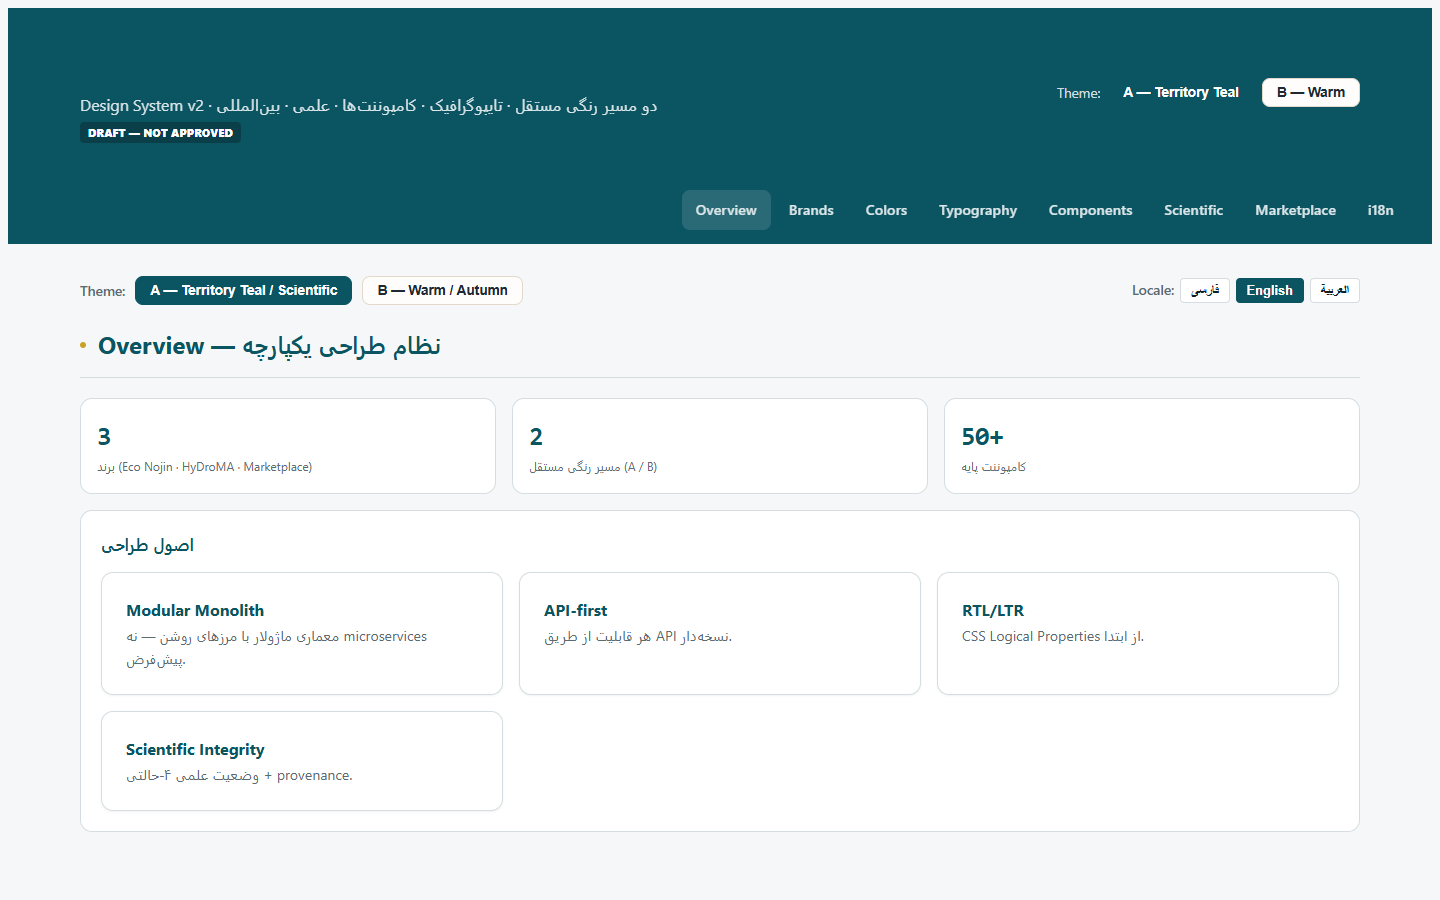 Design System v2 · دو مسیر رنگی مستقل · تایپوگرافیک · کامپوننت‌ها · علمی · بین‌المللی
DRAFT — NOT APPROVED
Theme: A — Territory Teal B — Warm
Overview Brands Colors Typography Components Scientific Marketplace i18n
Theme: A — Territory Teal / Scientific B — Warm / Autumn
Locale: فارسی English العربية
Overview — نظام طراحی یکپارچه
3
برند (Eco Nojin · HyDroMA · Marketplace)
2
مسیر رنگی مستقل (A / B)
50+
کامپوننت پایه
اصول طراحی
Modular Monolith
معماری ماژولار با مرزهای روشن — نه microservices
پیش‌فرض.
API-first
هر قابلیت از طریق API نسخه‌دار.
RTL/LTR
CSS Logical Properties از ابتدا.
Scientific Integrity
وضعیت علمی ۴-حالتی + provenance.